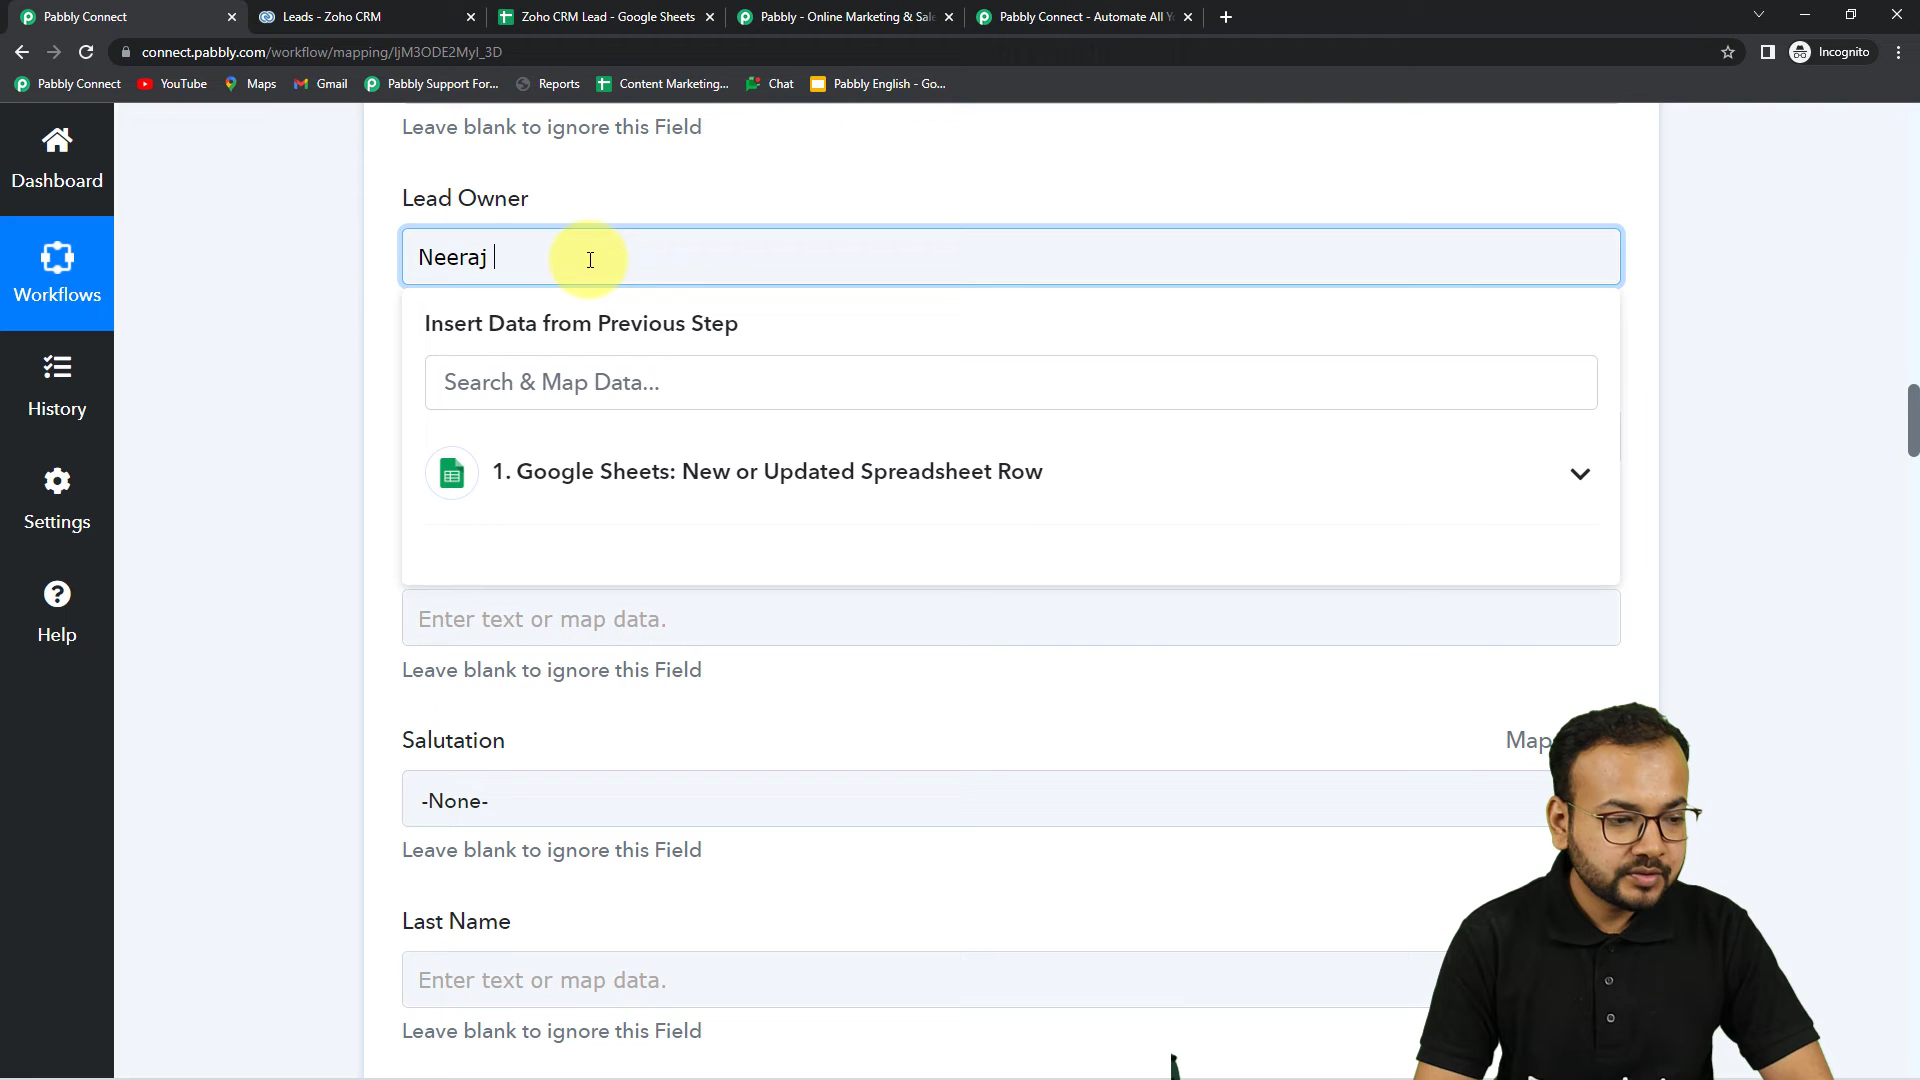 Pabbly Connect
Leads - Zoho CRM
Zoho CRM Lead - Google Sheets
Pabbly - Online Marketing & Sale
Pabbly Connect - Automate All Y
connect.pabbly.com/workflow/mapping/IjM3ODE2MyI_3D
Incognito
Pabbly Connect
YouTube
Maps
Gmail
Pabbly Support For...
Reports
Content Marketing...
Chat
Pabbly English - Go...
Dashboard
Workflows
History
Settings
Help
Leave blank to ignore this Field
Lead Owner
Neeraj
Insert Data from Previous Step
Search & Map Data...
1. Google Sheets: New or Updated Spreadsheet Row
Enter text or map data.
Leave blank to ignore this Field
Salutation
Map
-None-
Leave blank to ignore this Field
Last Name
Enter text or map data.
Leave blank to ignore this Field